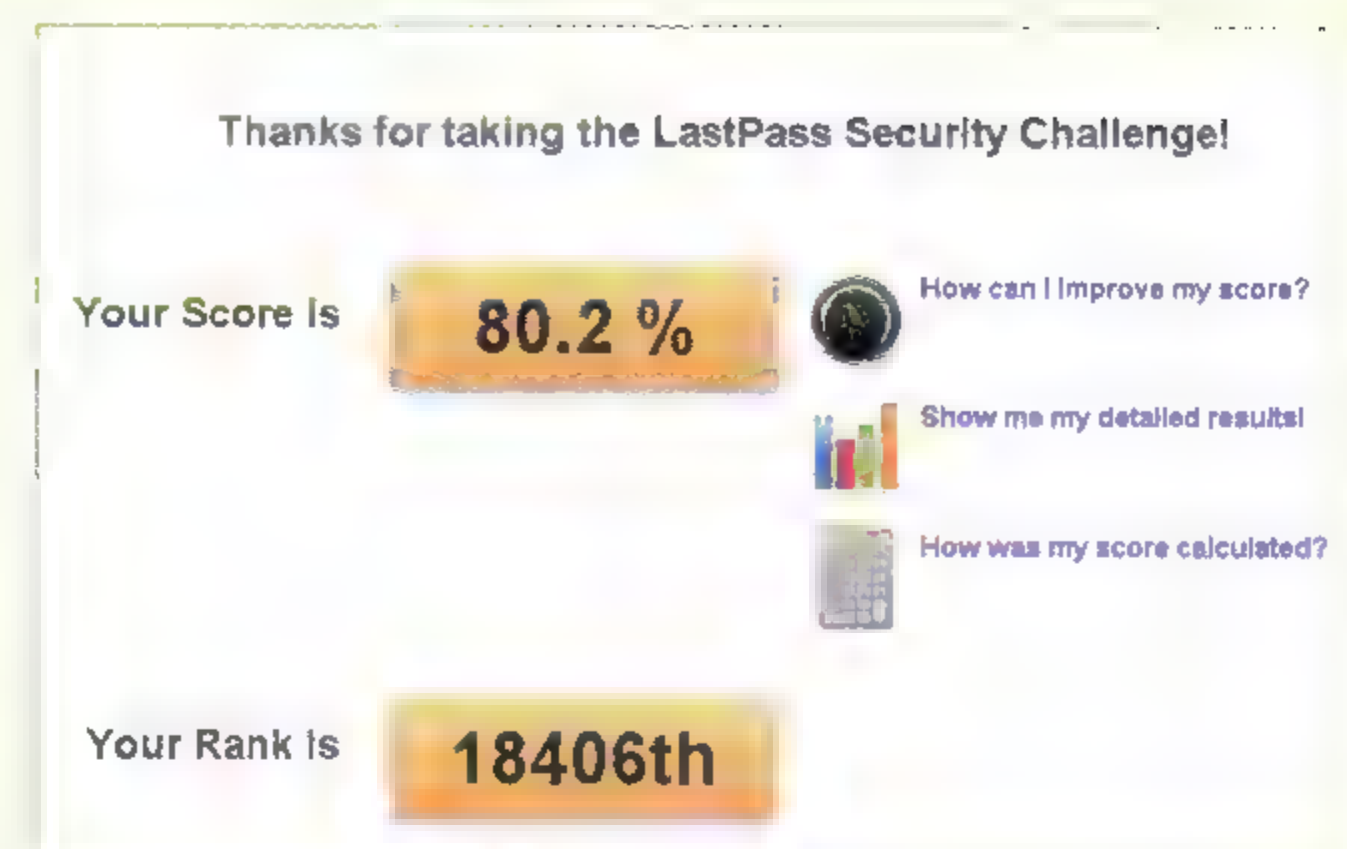 Thanks for taking the LastPass Security Challenge!
Your Score is
80.2 %
How can I improve my score?
Show me my detailed results!
How was my score calculated?
Your Rank is
18406th